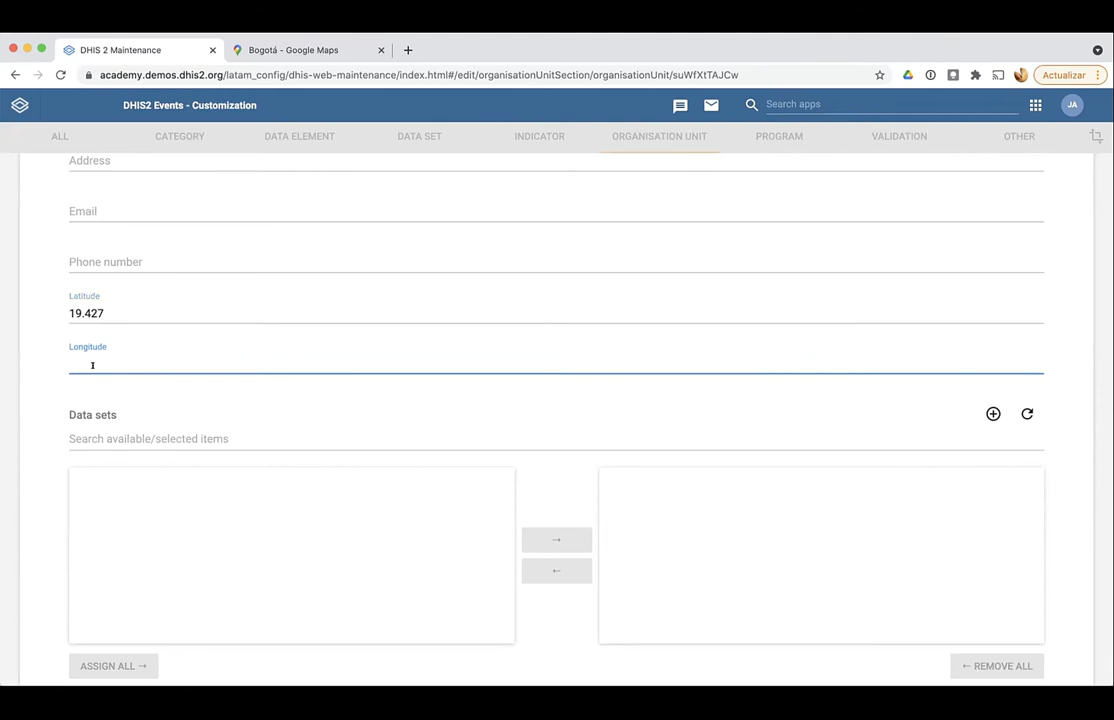 DHIS 2 Maintenance
Bogotá - Google Maps
academy.demos.dhis2.org/latam_config/dhis-web-maintenance/index.html#/edit/organisationUnitSection/organisationUnit/suWfXtTAJCw
Actualizar
DHIS2 Events - Customization
Search apps
JA
ALL CATEGORY DATA ELEMENT DATA SET INDICATOR ORGANISATION UNIT PROGRAM VALIDATION OTHER
Address
Email
Phone number
Latitude
19.427
Longitude
Data sets
Search available/selected items
→
←
ASSIGN ALL →
← REMOVE ALL